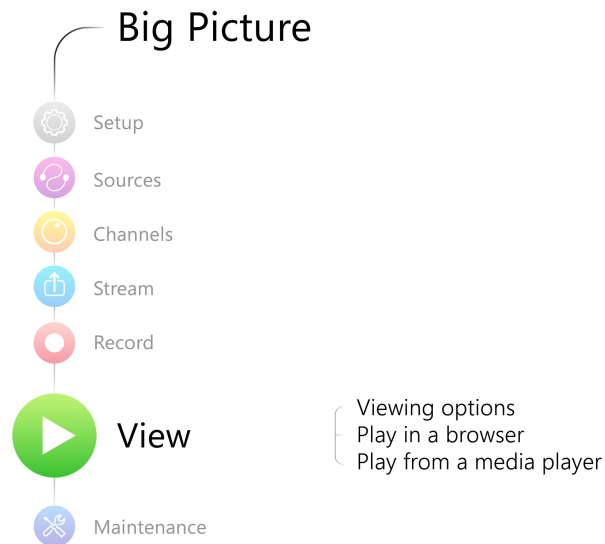 Big Picture
Setup
Sources
Channels
Stream
Record
View
Viewing options
Play in a browser
Play from a media player
Maintenance